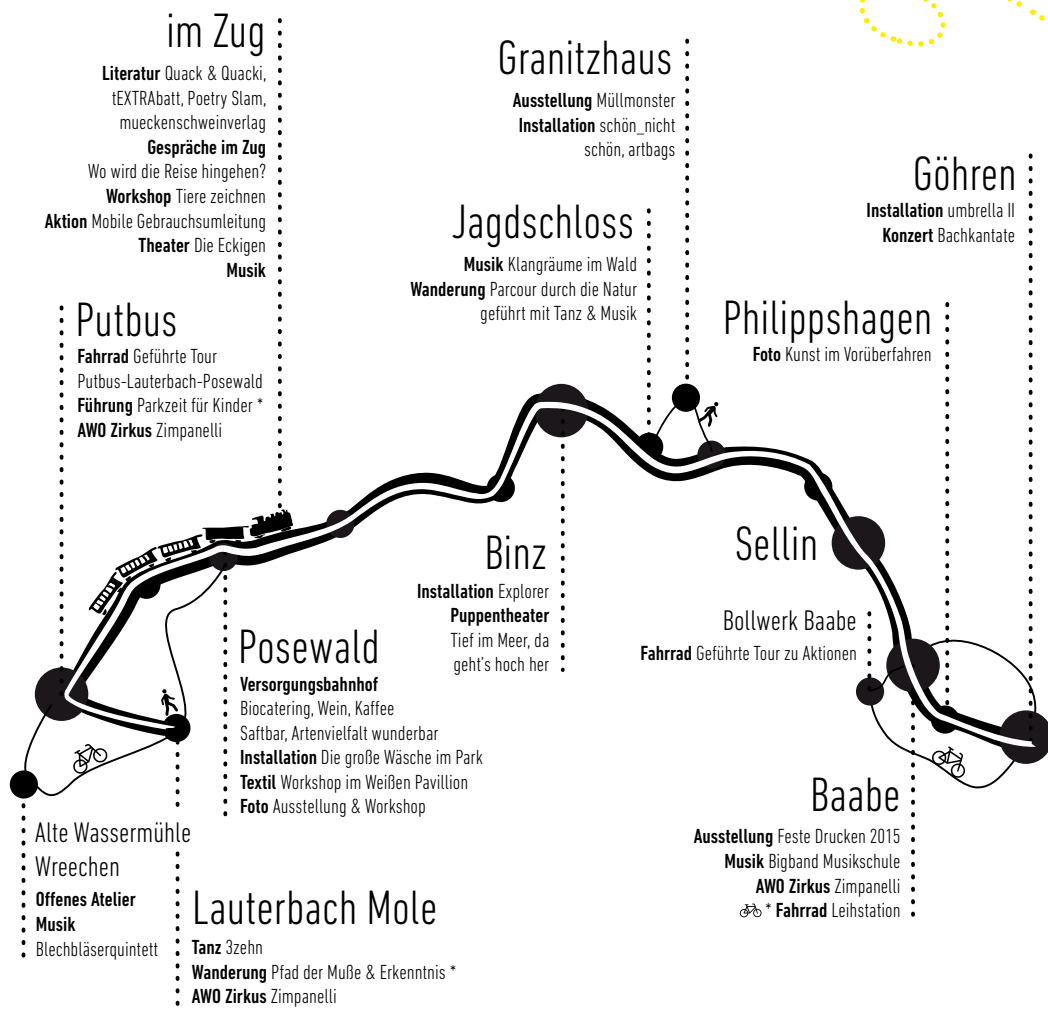 im Zug
Literatur Quack & Quacki,
tEXTRAbatt, Poetry Slam,
mueckenschweinverlag
Gespräche im Zug
Wo wird die Reise hingehen?
Workshop Tiere zeichnen
Aktion Mobile Gebrauchsumleitung
Theater Die Eckigen
Musik
Granitzhaus
Ausstellung Müllmonster
Installation schön_nicht
schön, artbags
Göhren
Installation umbrella II
Konzert Bachkantate
Jagdschloss
Musik Klangräume im Wald
Wanderung Parcour durch die Natur
geführt mit Tanz & Musik
Putbus
Fahrrad Geführte Tour
Putbus-Lauterbach-Posewald
Führung Parkzeit für Kinder *
AWO Zirkus Zimpanelli
Philippshagen
Foto Kunst im Vorüberfahren
Binz
Installation Explorer
Puppentheater
Tief im Meer, da
geht's hoch her
Sellin
Bollwerk Baabe
Fahrrad Geführte Tour zu Aktionen
Posewald
Versorgungsbahnhof
Biocatering, Wein, Kaffee
Saftbar, Artenvielfalt wunderbar
Installation Die große Wäsche im Park
Textil Workshop im Weißen Pavillion
Foto Ausstellung & Workshop
Baabe
Ausstellung Feste Drucken 2015
Musik Bigband Musikschule
AWO Zirkus Zimpanelli
* Fahrrad Leihstation
Alte Wassermühle
Wreechen
Offenes Atelier
Musik
Blechbläserquintett
Lauterbach Mole
Tanz 3zehn
Wanderung Pfad der Muße & Erkenntnis *
AWO Zirkus Zimpanelli